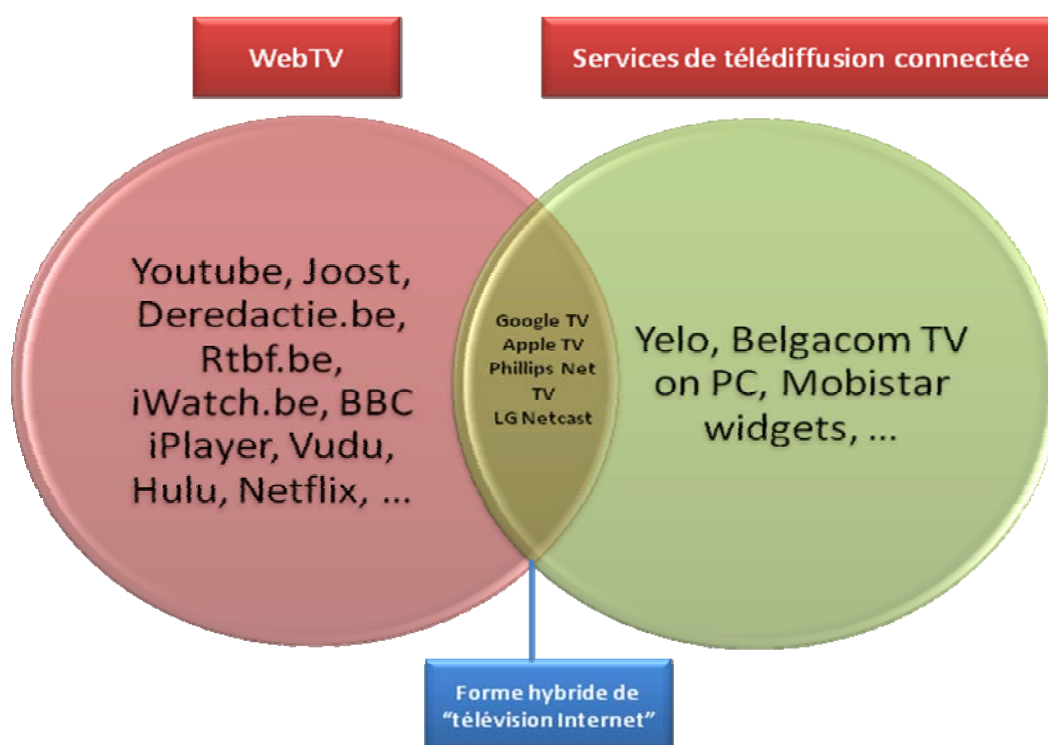 WebTV
Services de télédiffusion connectée
Youtube, Joost,
Deredactie.be,
Rtbf.be,
iWatch.be, BBC
iPlayer, Vudu,
Hulu, Netflix, ...
Google TV
Apple TV
Phillips Net
TV
LG Netcast
Yelo, Belgacom TV
on PC, Mobistar
widgets, ...
Forme hybride de
“télévision Internet”